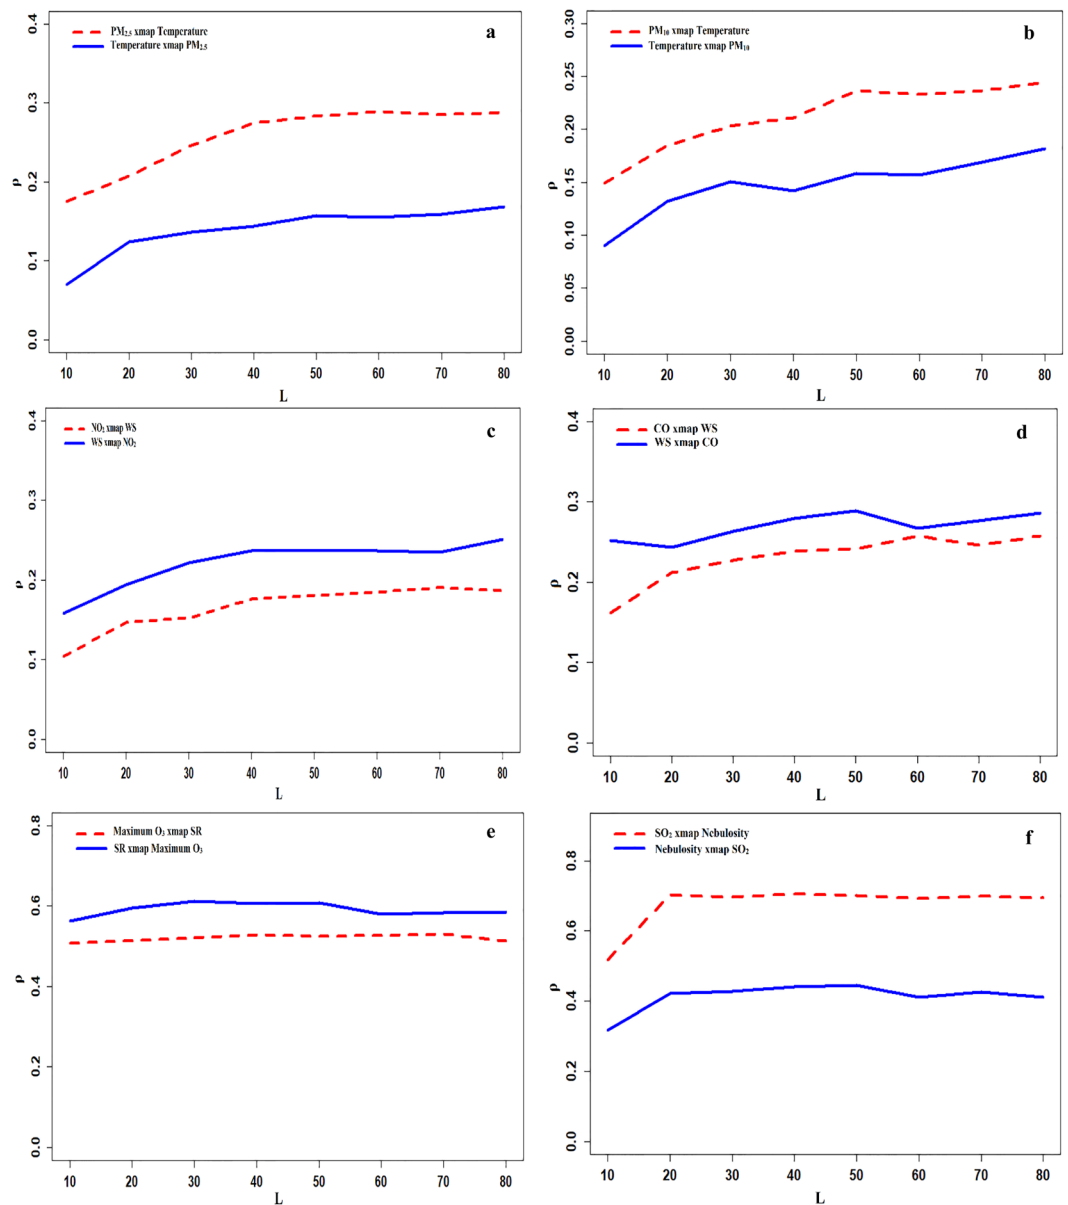 a
PM2.5 xmap Temperature
Temperature xmap PM2.5
ρ
0.4
0.3
0.2
0.1
0.0
10 20 30 40 50 60 70 80
L
b
PM10 xmap Temperature
Temperature xmap PM10
ρ
0.30
0.25
0.20
0.15
0.10
0.05
0.00
10 20 30 40 50 60 70 80
L
c
NO2 xmap WS
WS xmap NO2
ρ
0.4
0.3
0.2
0.1
0.0
10 20 30 40 50 60 70 80
L
d
CO xmap WS
WS xmap CO
ρ
0.4
0.3
0.2
0.1
0.0
10 20 30 40 50 60 70 80
L
e
Maximum O3 xmap SR
SR xmap Maximum O3
ρ
0.8
0.6
0.4
0.2
0.0
10 20 30 40 50 60 70 80
L
f
SO2 xmap Nebulosity
Nebulosity xmap SO2
ρ
0.8
0.6
0.4
0.2
0.0
10 20 30 40 50 60 70 80
L